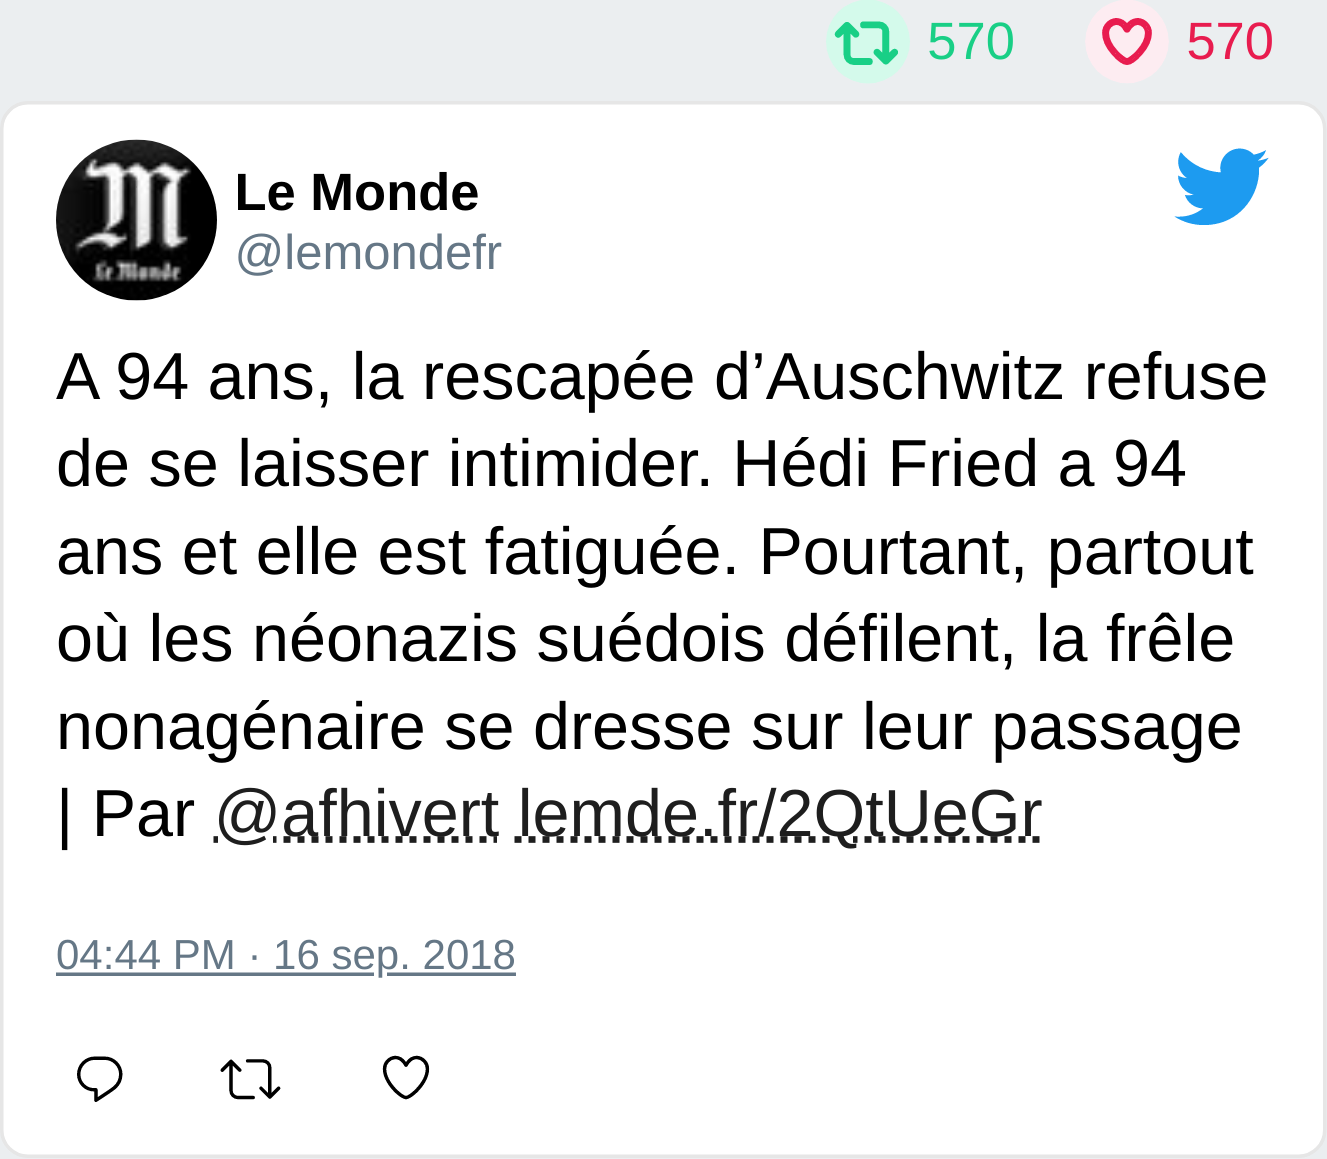 570 570
Le Monde
Le Monde
@lemondefr
A 94 ans, la rescapée d’Auschwitz refuse
de se laisser intimider. Hédi Fried a 94
ans et elle est fatiguée. Pourtant, partout
où les néonazis suédois défilent, la frêle
nonagénaire se dresse sur leur passage
| Par @afhivert lemde.fr/2QtUeGr
04:44 PM · 16 sep. 2018